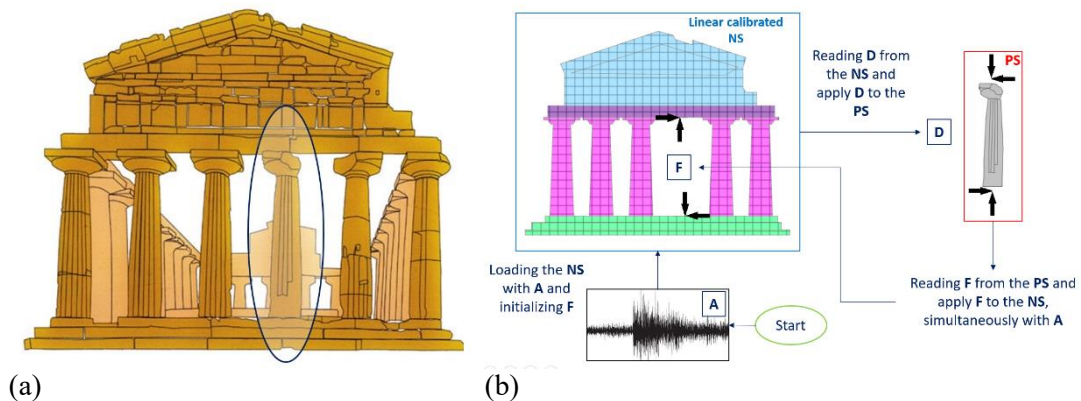 Linear calibrated
NS
Reading D from
the NS and
apply D to the
PS
PS
D
F
Loading the NS
with A and
initializing F
A
Start
Reading F from the PS and
apply F to the NS,
simultaneously with A
(a)
(b)